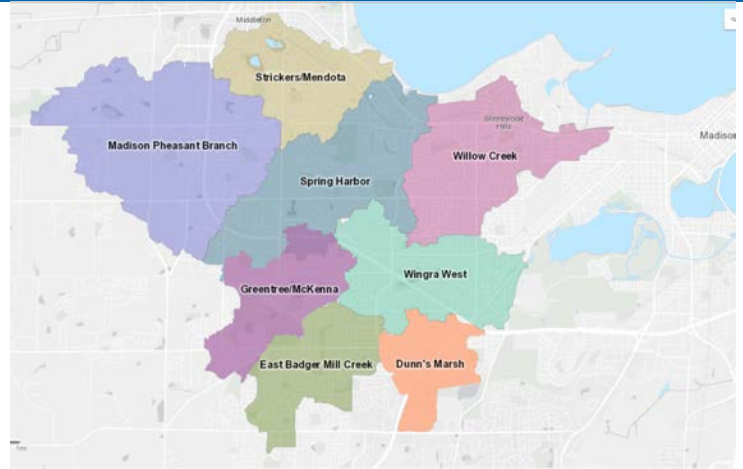 Middleton
Strickers/Mendota
Shorewood
Hills
Madison
Madison Pheasant Branch
Willow Creek
Spring Harbor
Wingra West
Greentree/McKenna
East Badger Mill Creek
Dunn's Marsh